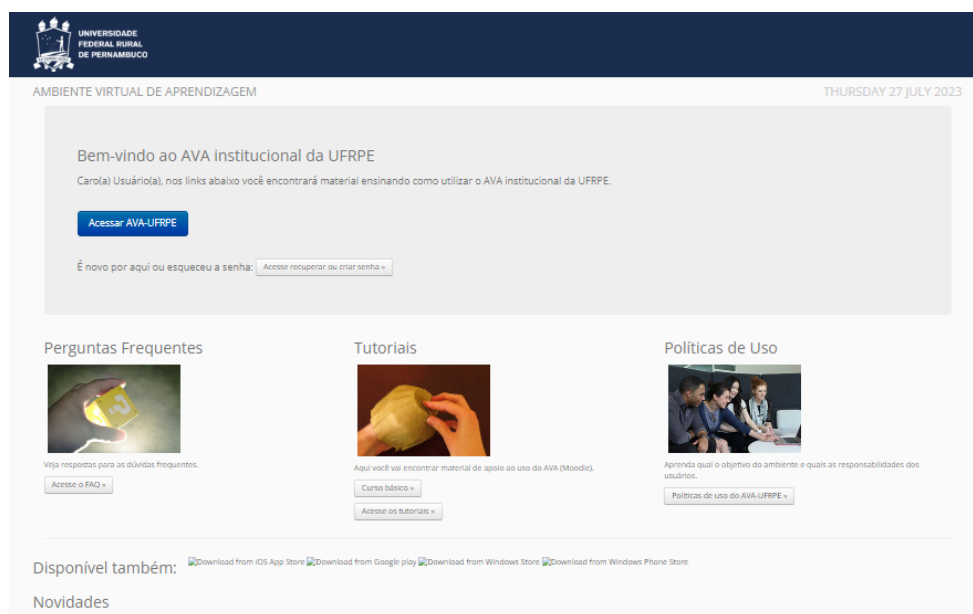 UNIVERSIDADE
FEDERAL RURAL
DE PERNAMBUCO
AMBIENTE VIRTUAL DE APRENDIZAGEM
THURSDAY 27 JULY 2023
Bem-vindo ao AVA institucional da UFRPE
Caro(a) Usuário(a), nos links abaixo você encontrará material ensinando como utilizar o AVA institucional da UFRPE.
Acessar AVA-UFRPE
É novo por aqui ou esqueceu a senha: Acesse recuperar ou criar senha »
Perguntas Frequentes
Veja respostas para as dúvidas frequentes.
Acesse o FAQ »
Tutoriais
Aqui você vai encontrar material de apoio ao uso do AVA (Moodle).
Curso básico »
Acesse os tutoriais »
Políticas de Uso
Aprenda qual o objetivo do ambiente e quais as responsabilidades dos
usuários.
Políticas de uso do AVA-UFRPE »
Disponível também: Download from iOS App Store Download from Google play Download from Windows Store Download from Windows Phone Store
Novidades